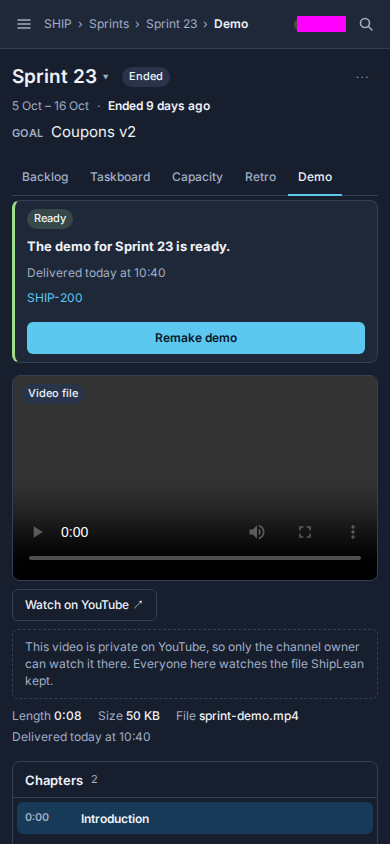 SHIP › Sprints › Sprint 23 › Demo
Sprint 23 ▾ Ended ...
5 Oct – 16 Oct · Ended 9 days ago
GOAL Coupons v2
Backlog Taskboard Capacity Retro Demo
Ready
The demo for Sprint 23 is ready.
Delivered today at 10:40
SHIP-200
Remake demo
Video file
0:00
Watch on YouTube ↗
This video is private on YouTube, so only the channel owner
can watch it there. Everyone here watches the file ShipLean
kept.
Length 0:08 Size 50 KB File sprint-demo.mp4
Delivered today at 10:40
Chapters 2
0:00 Introduction